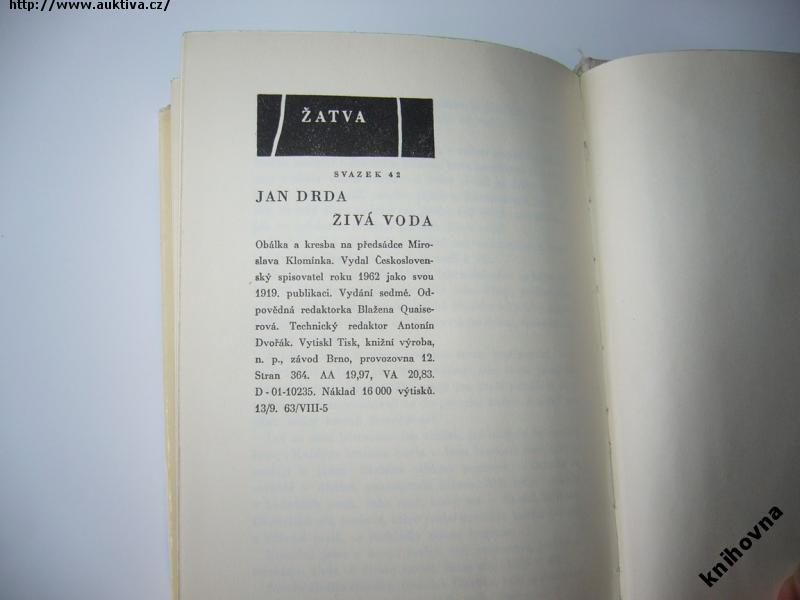 http://www.auktiva.cz/
ŽATVA
SVAZEK 42
JAN DRDA
ŽIVÁ VODA
Obálka a kresba na předsádce Miro-
slava Klomínka. Vydal Českosloven-
ský spisovatel roku 1962 jako svou
1919. publikaci. Vydání sedmé. Od-
povědná redaktorka Blažena Quaise-
rová. Technický redaktor Antonín
Dvořák. Vytiskl Tisk, knižní výroba,
n. p., závod Brno, provozovna 12.
Stran 364. AA 19,97, VA 20,83.
D - 01-10235. Náklad 16 000 výtisků.
13/9. 63/VIII-5
knihovna